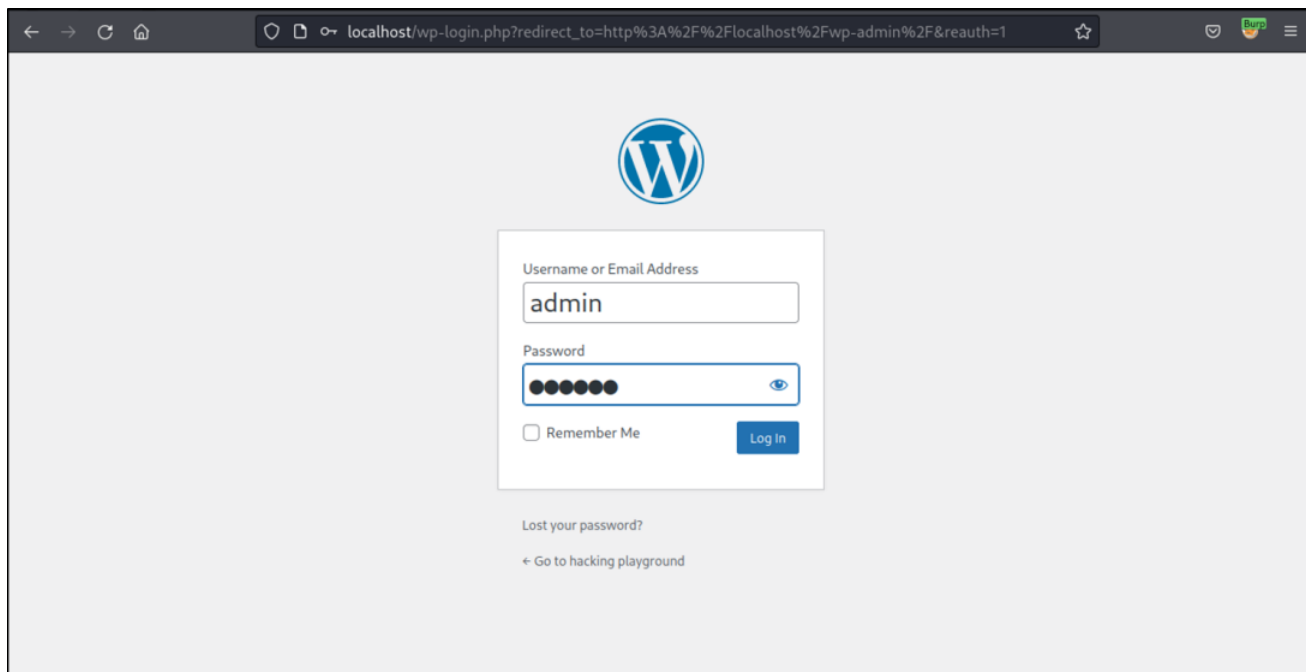 Burp
localhost/wp-login.php?redirect_to=http%3A%2F%2Flocalhost%2Fwp-admin%2F&reauth=1
Username or Email Address
admin
Password
●●●●●●
Remember Me
Log In
Lost your password?
← Go to hacking playground